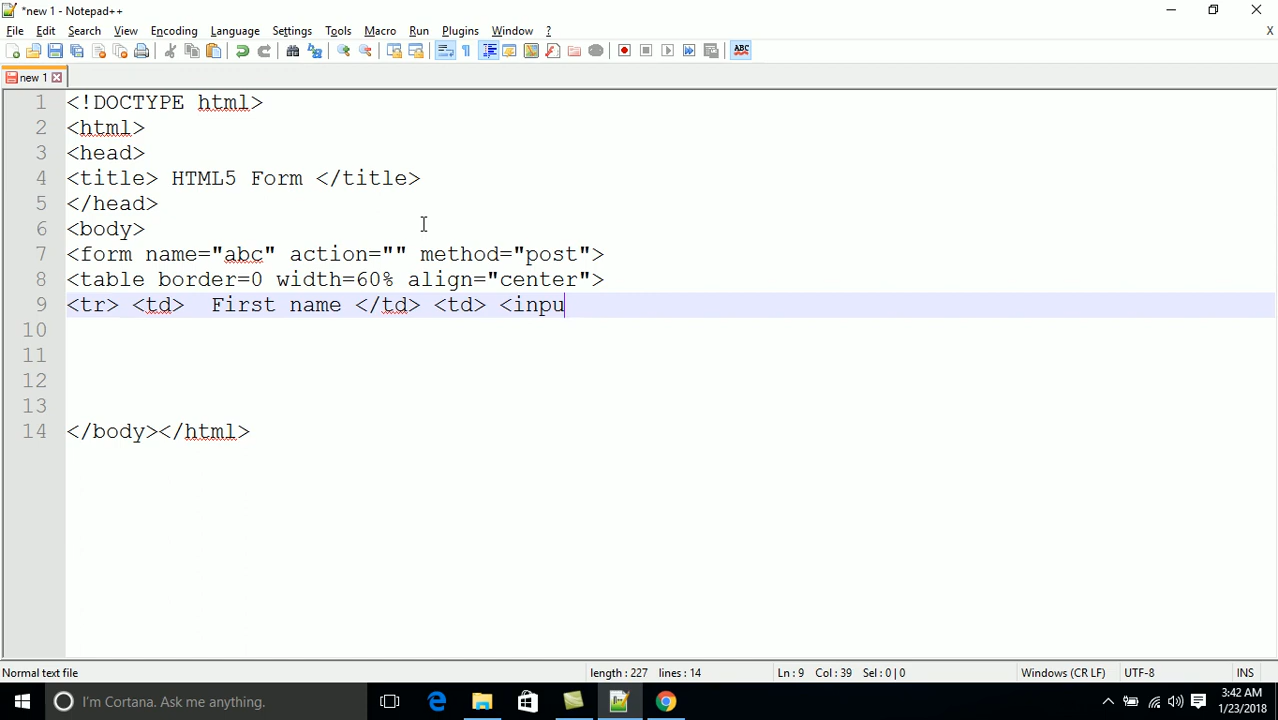 *new 1 - Notepad++
File Edit Search View Encoding Language Settings Tools Macro Run Plugins Window ? X
ABC
new 1
1 <!DOCTYPE html>
2 <html>
3 <head>
4 <title> HTML5 Form </title>
5 </head>
6 <body>
7 <form name="abc" action="" method="post">
8 <table border=0 width=60% align="center">
9 <tr> <td>  First name </td> <td> <inpu
10
11
12
13
14 </body></html>
Normal text file length : 227 lines : 14 Ln : 9 Col : 39 Sel : 0 | 0 Windows (CR LF) UTF-8 INS
I'm Cortana. Ask me anything. 3:42 AM
1/23/2018